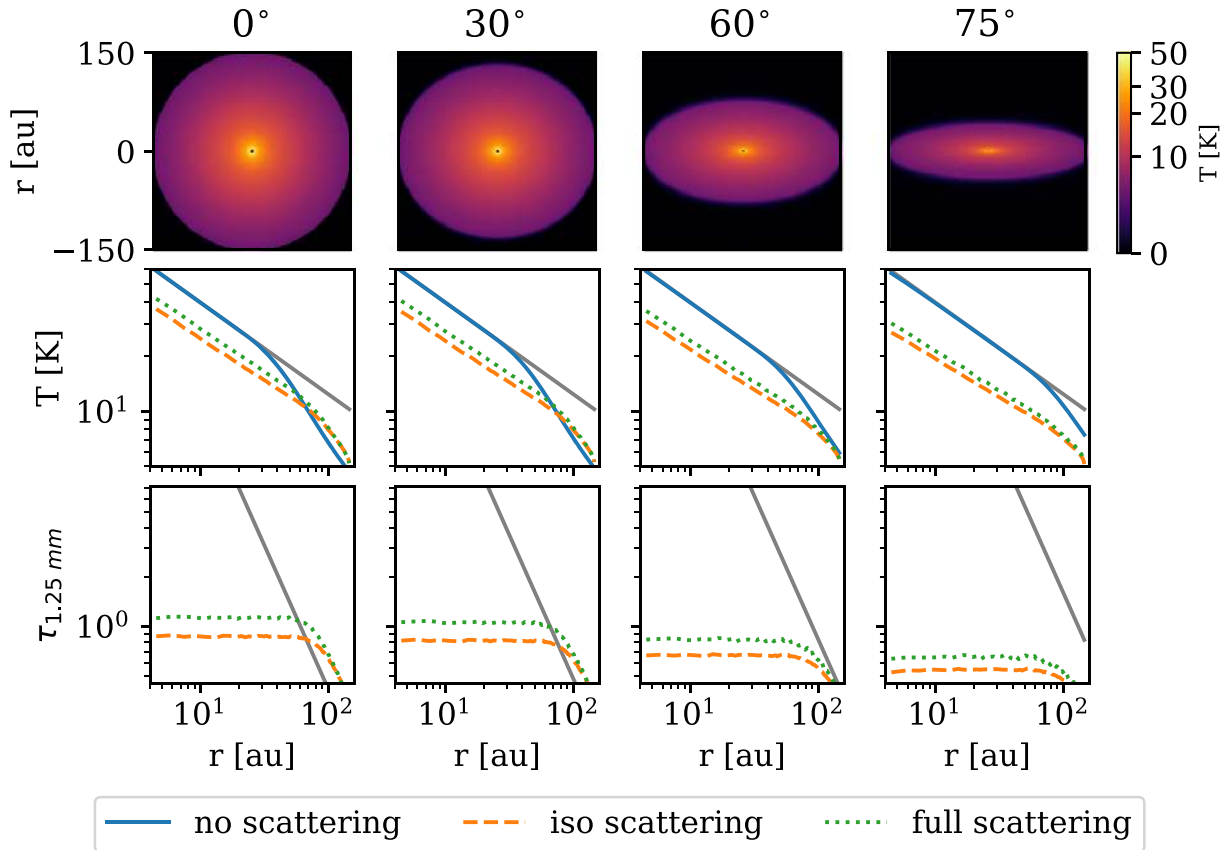 0° 30° 60° 75°
150
0
−150
r [au]
50
30
20
10
0
T [K]
T [K]
10¹
τ₁.₂₅ mm
10⁰
10¹ 10² 10¹ 10² 10¹ 10² 10¹ 10²
r [au] r [au] r [au] r [au]
no scattering iso scattering full scattering